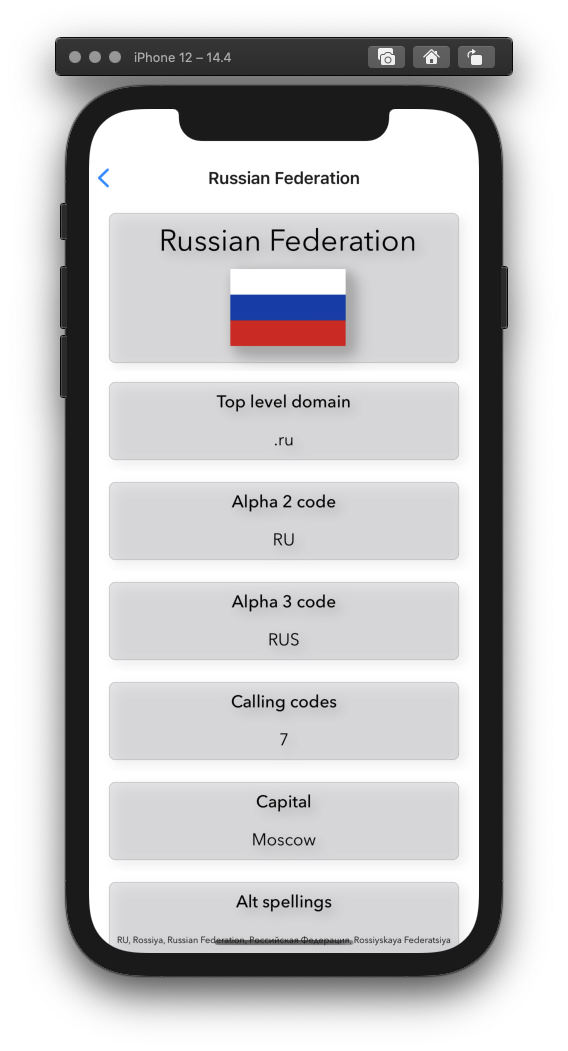 iPhone 12 – 14.4
Russian Federation
Russian Federation
Top level domain
.ru
Alpha 2 code
RU
Alpha 3 code
RUS
Calling codes
7
Capital
Moscow
Alt spellings
RU, Rossiya, Russian Federation, Российская Федерация, Rossiyskaya Federatsiya